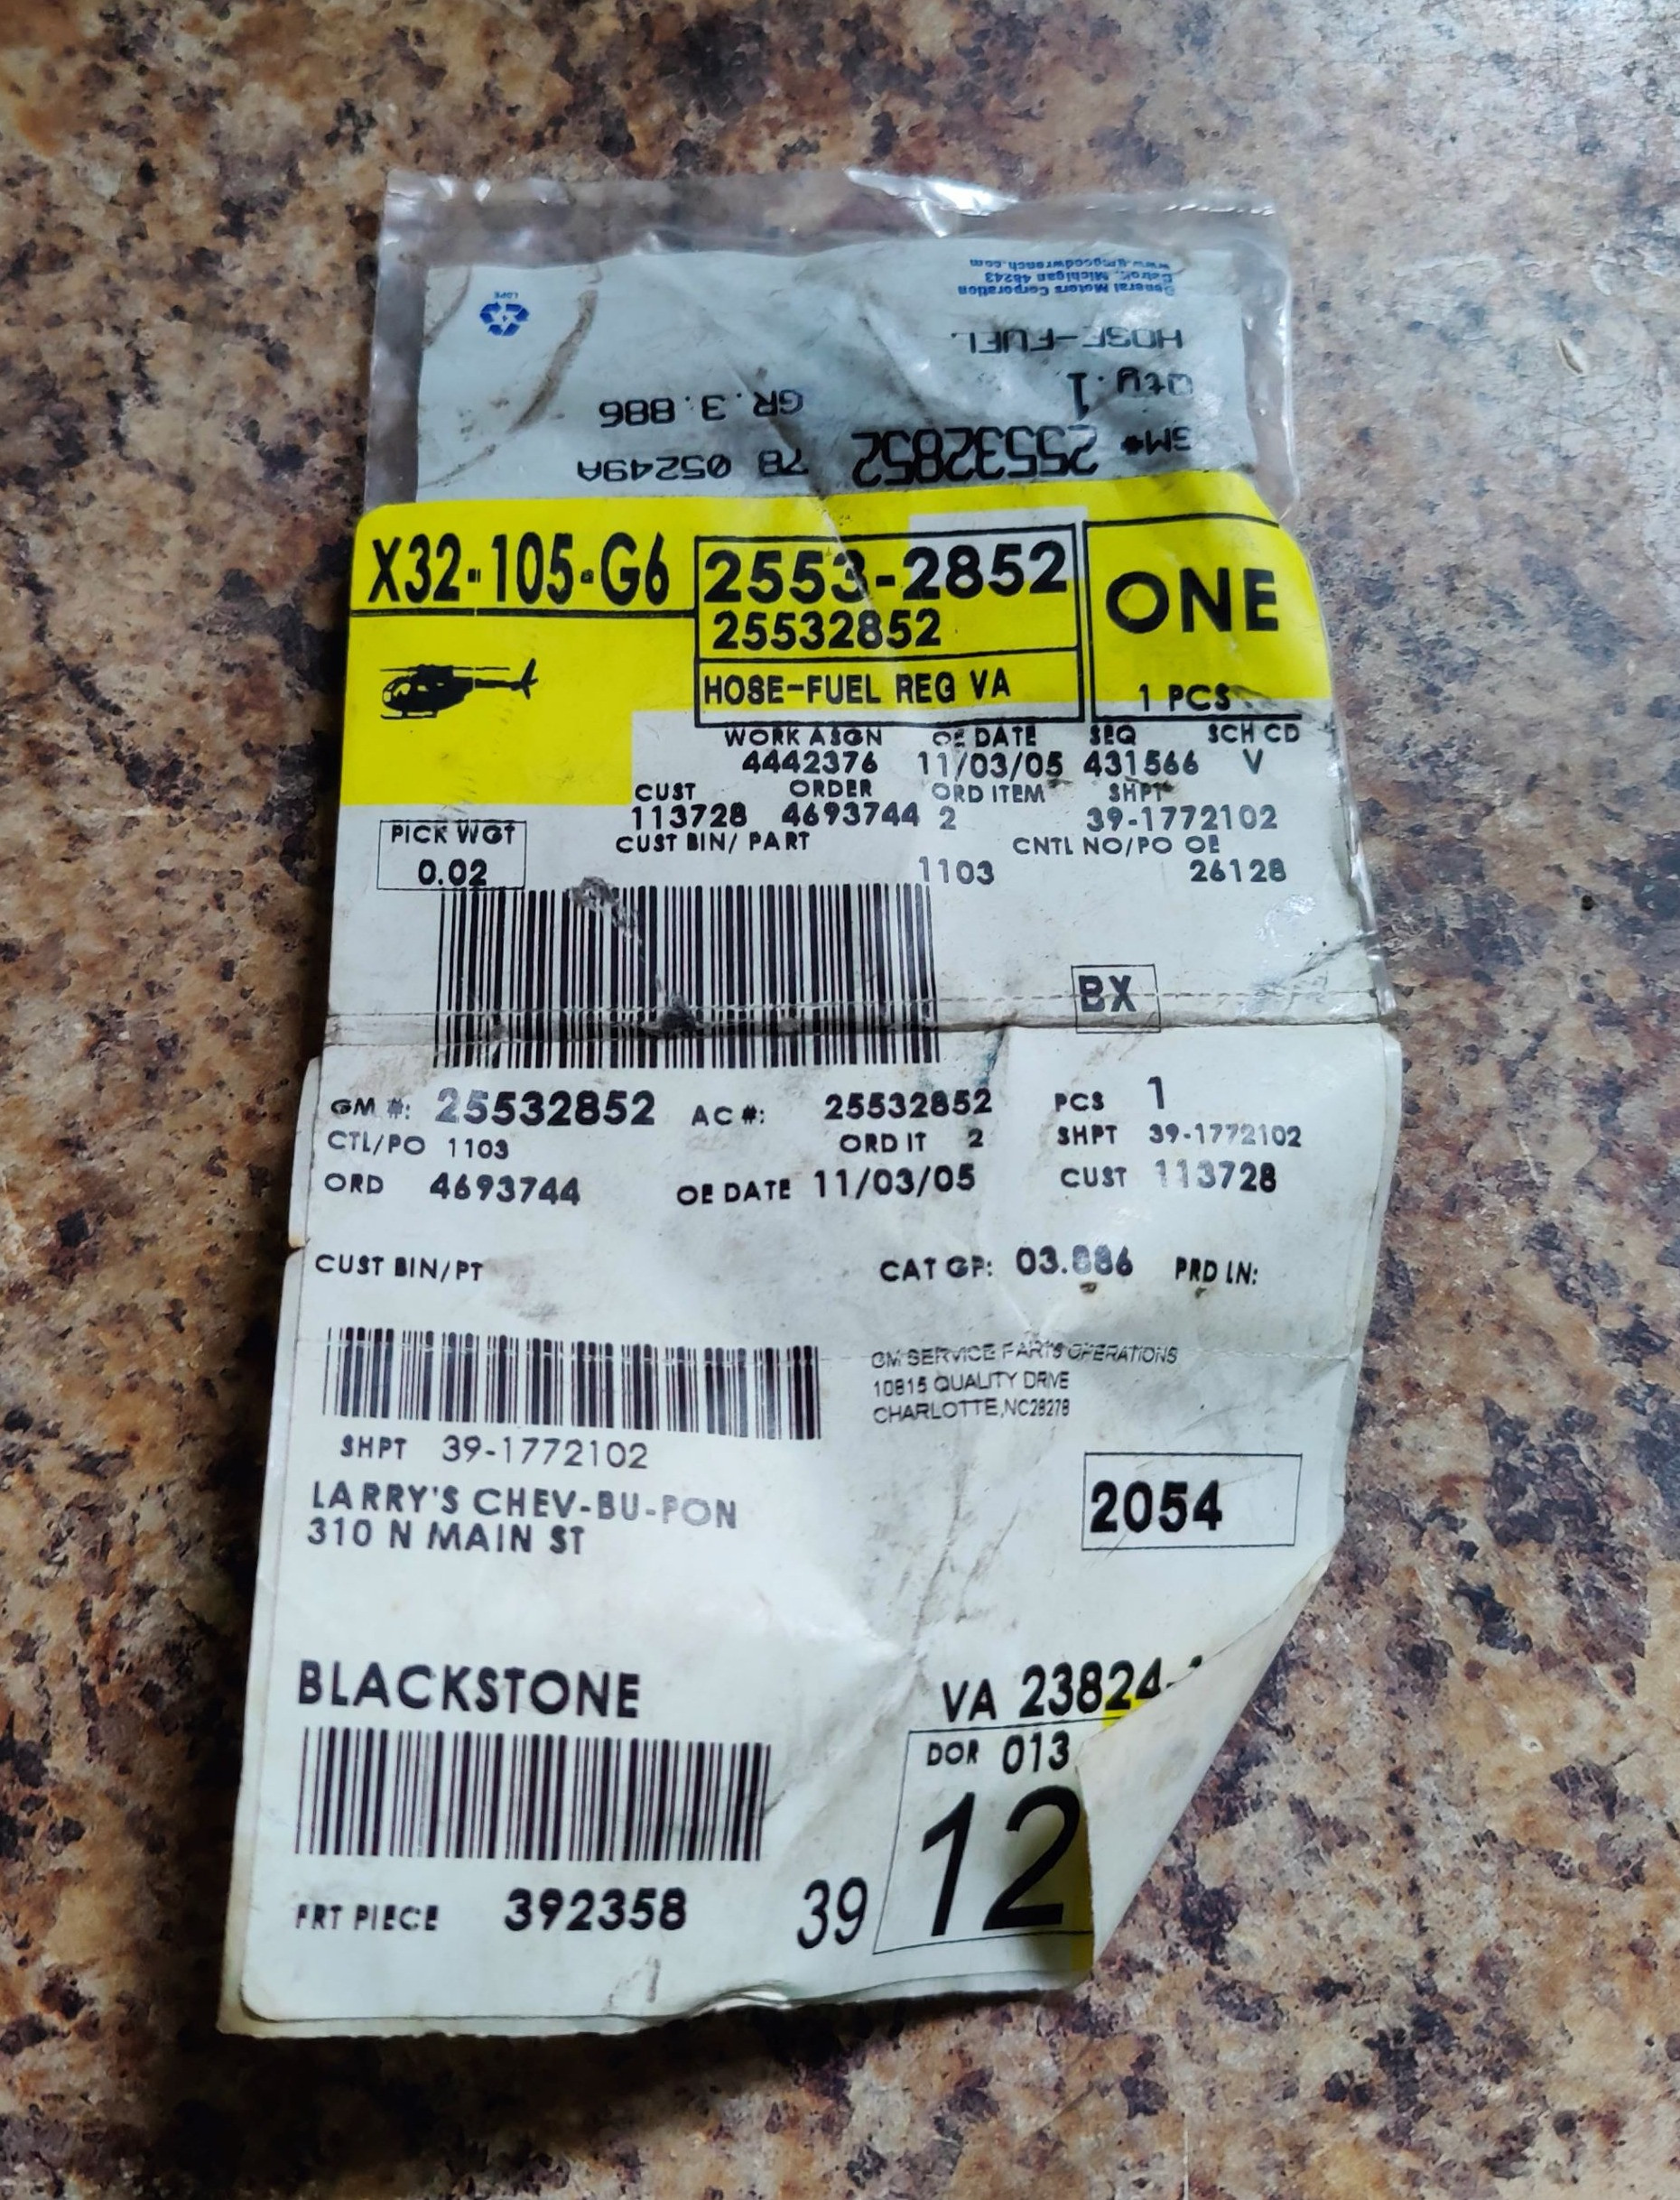 LDPE
General Motors Corporation
Detroit, Michigan 48243
www.gmgoodwrench.com
HOSE-FUEL
Qty.1
GR.3.886
GM# 25532852 7B 05249A
X32-105-G6
2553-2852
25532852
HOSE-FUEL REG VA
ONE
1 PCS
WORK ASGN OE DATE SEQ SCH CD
4442376 11/03/05 431566 V
CUST ORDER ORD ITEM SHPT
113728 4693744 2 39-1772102
PICK WGT
0.02
CUST BIN/ PART CNTL NO/PO OE
1103 26128
BX
GM #: 25532852 AC #: 25532852 PCS 1
CTL/PO 1103 ORD IT 2 SHPT 39-1772102
ORD 4693744 OE DATE 11/03/05 CUST 113728
CUST BIN/PT CAT GP: 03.886 PRD LN:
GM SERVICE PARTS OPERATIONS
10815 QUALITY DRIVE
CHARLOTTE,NC28278
SHPT 39-1772102
LARRY'S CHEV-BU-PON
310 N MAIN ST
2054
BLACKSTONE VA 23824-
DOR 013
12
FRT PIECE 392358 39